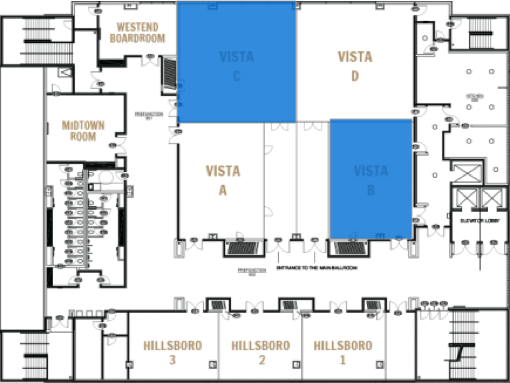 WESTEND
BOARDROOM
VISTA
C
VISTA
D
PREFUNCTION
KITCHEN
MIDTOWN
ROOM
VISTA
A
VISTA
B
ELEVATOR LOBBY
PREFUNCTION
ENTRANCE TO THE MAIN BALLROOM
HILLSBORO
3
HILLSBORO
2
HILLSBORO
1